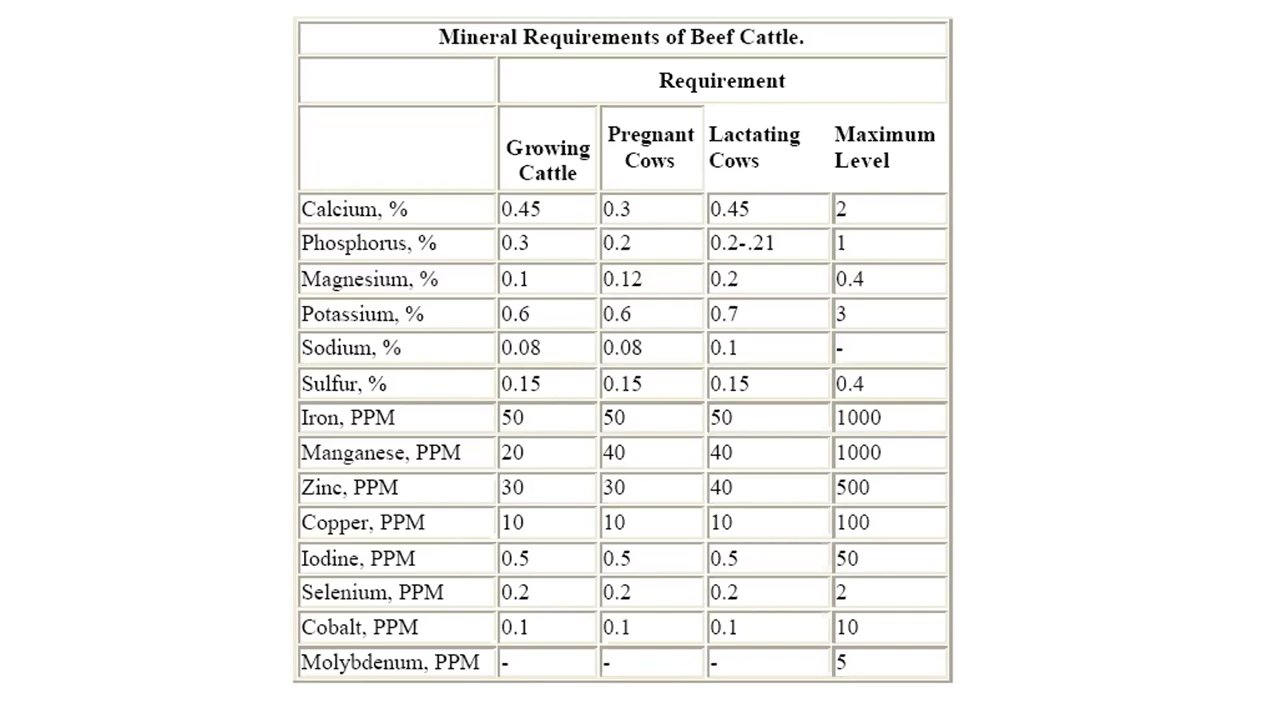 Mineral Requirements of Beef Cattle.
Requirement
Growing Cattle Pregnant Cows Lactating Cows Maximum Level
Calcium, % 0.45 0.3 0.45 2
Phosphorus, % 0.3 0.2 0.2-.21 1
Magnesium, % 0.1 0.12 0.2 0.4
Potassium, % 0.6 0.6 0.7 3
Sodium, % 0.08 0.08 0.1 -
Sulfur, % 0.15 0.15 0.15 0.4
Iron, PPM 50 50 50 1000
Manganese, PPM 20 40 40 1000
Zinc, PPM 30 30 40 500
Copper, PPM 10 10 10 100
Iodine, PPM 0.5 0.5 0.5 50
Selenium, PPM 0.2 0.2 0.2 2
Cobalt, PPM 0.1 0.1 0.1 10
Molybdenum, PPM - - - 5